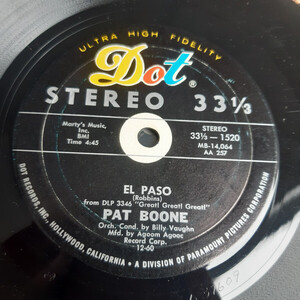 ULTRA HIGH FIDELITY
Dot®
STEREO 33⅓
Marty's Music,
Inc.
BMI
Time 4:45
STEREO
33⅓ - 1520
MB-14,064
AA 257
EL PASO
(Robbins)
from DLP 3346 "Great! Great! Great!"
PAT BOONE
Orch. Cond. by Billy Vaughn
Mfd. by Agoom Agooc
Record Corp.
12-60
DOT RECORDS, INC., HOLLYWOOD, CALIFORNIA • A DIVISION OF PARAMOUNT PICTURES CORPORATION